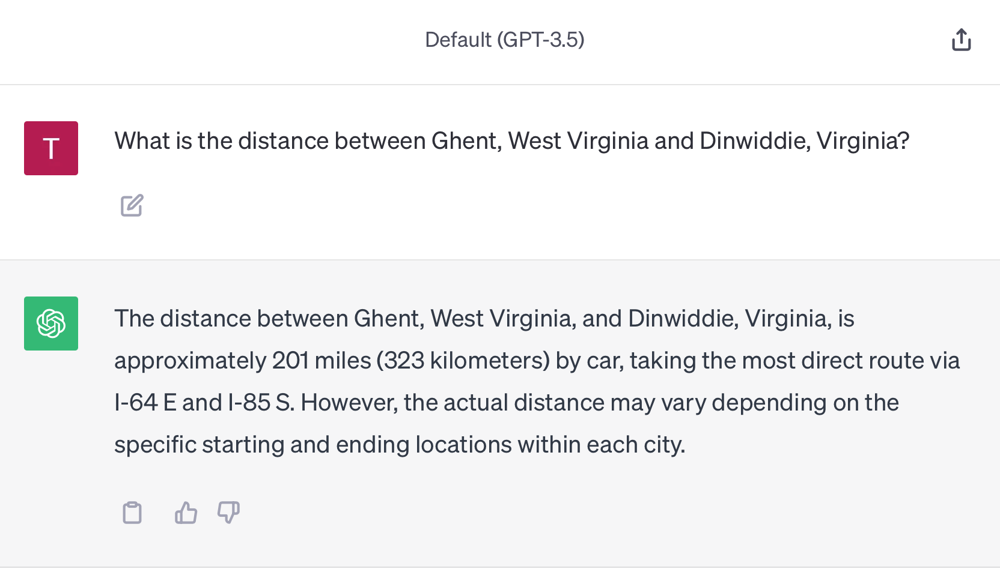 Default (GPT-3.5)
T
What is the distance between Ghent, West Virginia and Dinwiddie, Virginia?
The distance between Ghent, West Virginia, and Dinwiddie, Virginia, is
approximately 201 miles (323 kilometers) by car, taking the most direct route via
I-64 E and I-85 S. However, the actual distance may vary depending on the
specific starting and ending locations within each city.